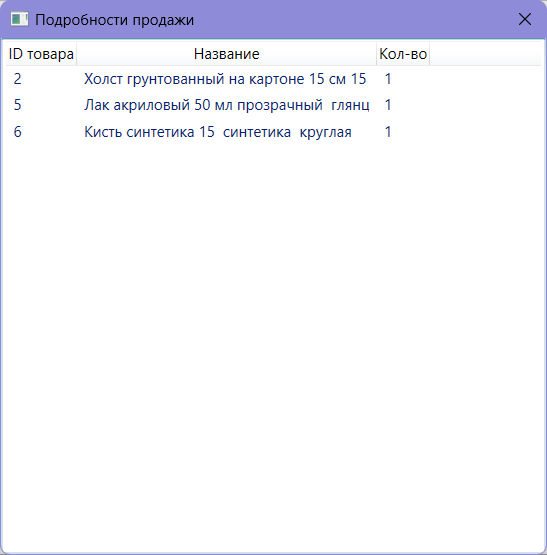 Подробности продажи
ID товара Название Кол-во
2 Холст грунтованный на картоне 15 см 15 1
5 Лак акриловый 50 мл прозрачный  глянц 1
6 Кисть синтетика 15  синтетика  круглая 1